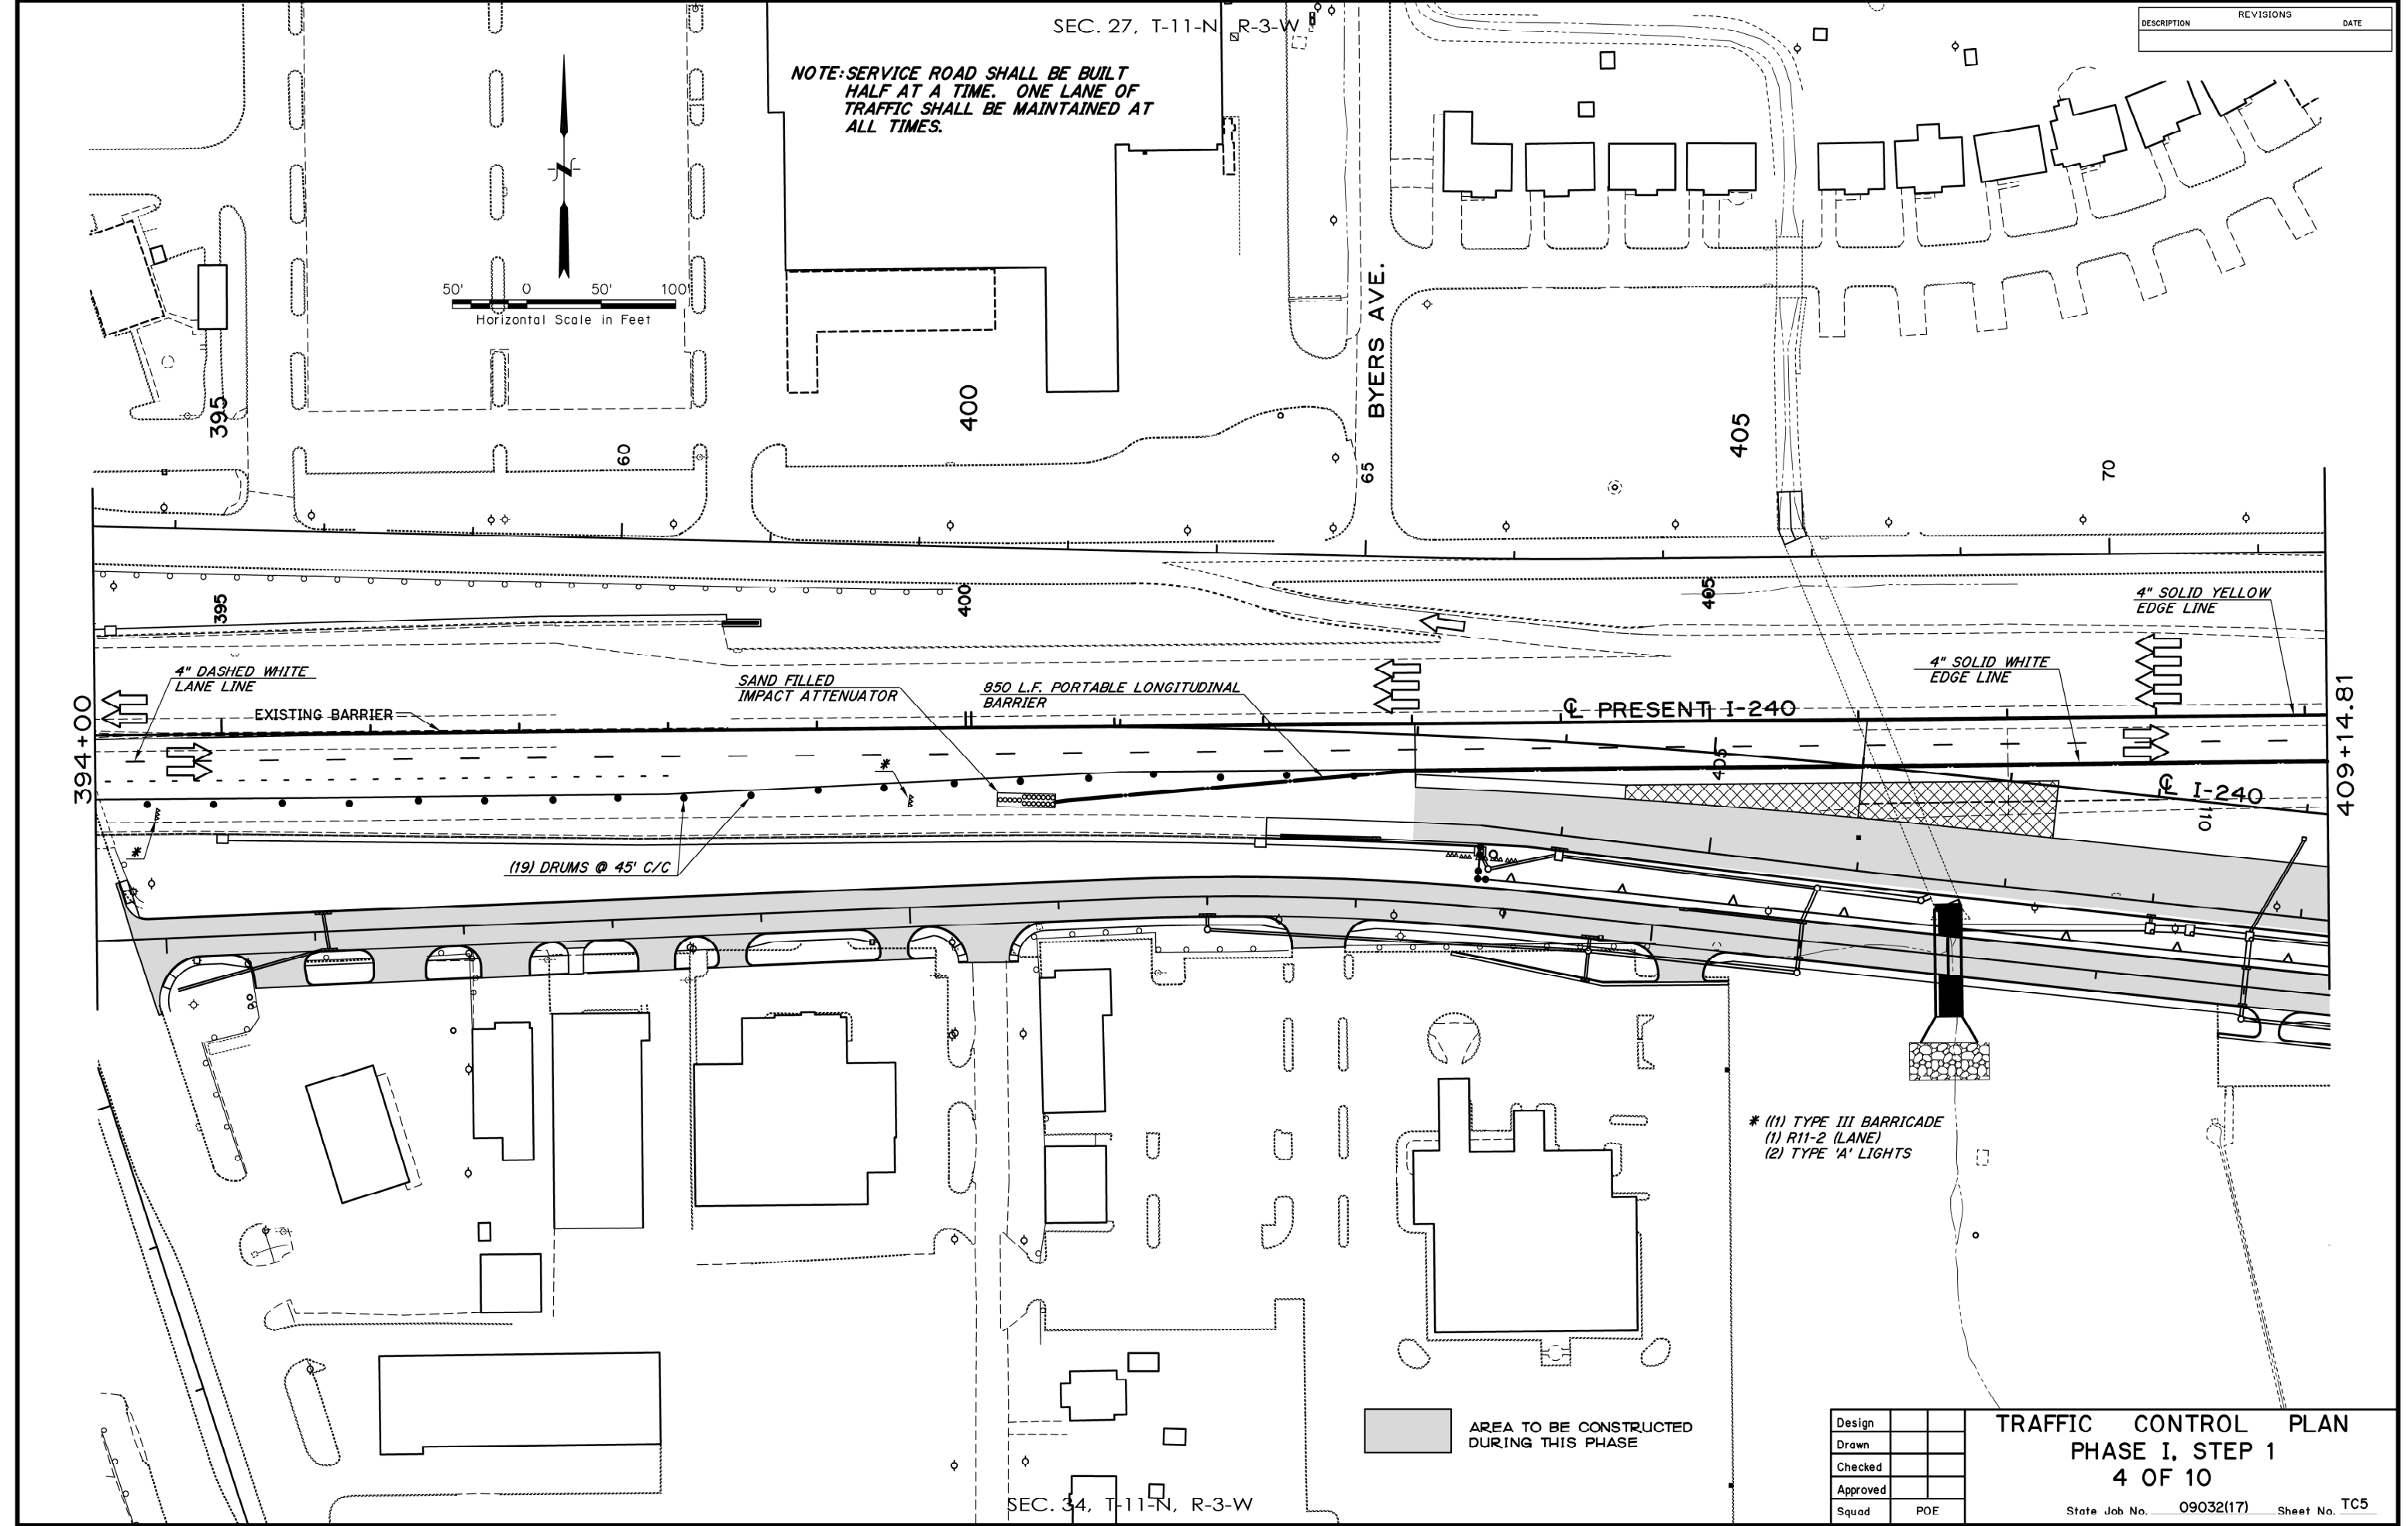 SEC. 27, T-11-N, R-3-W
REVISIONS
DESCRIPTION DATE
NOTE: SERVICE ROAD SHALL BE BUILT
HALF AT A TIME. ONE LANE OF
TRAFFIC SHALL BE MAINTAINED AT
ALL TIMES.
N
50' 0 50' 100'
Horizontal Scale in Feet
BYERS AVE.
395
400
405
60
65
70
395
400
405
4" SOLID YELLOW
EDGE LINE
4" DASHED WHITE
LANE LINE
SAND FILLED
IMPACT ATTENUATOR
850 L.F. PORTABLE LONGITUDINAL
BARRIER
4" SOLID WHITE
EDGE LINE
EXISTING BARRIER
℄ PRESENT I-240
394+00
409+14.81
*
405
℄ I-240
110
*
(19) DRUMS @ 45' C/C
* ((1) TYPE III BARRICADE
(1) R11-2 (LANE)
(2) TYPE 'A' LIGHTS
AREA TO BE CONSTRUCTED
DURING THIS PHASE
SEC. 34, T-11-N, R-3-W
Design
Drawn
Checked
Approved
Squad POE
TRAFFIC CONTROL PLAN
PHASE I, STEP 1
4 OF 10
State Job No. 09032(17) Sheet No. TC5